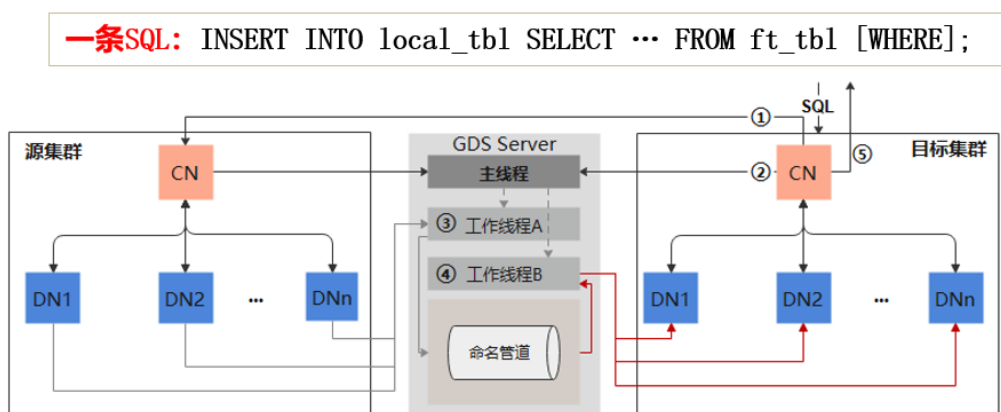 一条SQL: INSERT INTO local_tbl SELECT … FROM ft_tbl [WHERE];
SQL
①
源集群
GDS Server
⑤
目标集群
CN
主线程
②
CN
③ 工作线程A
④ 工作线程B
DN1
DN2
...
DNn
DN1
DN2
...
DNn
命名管道